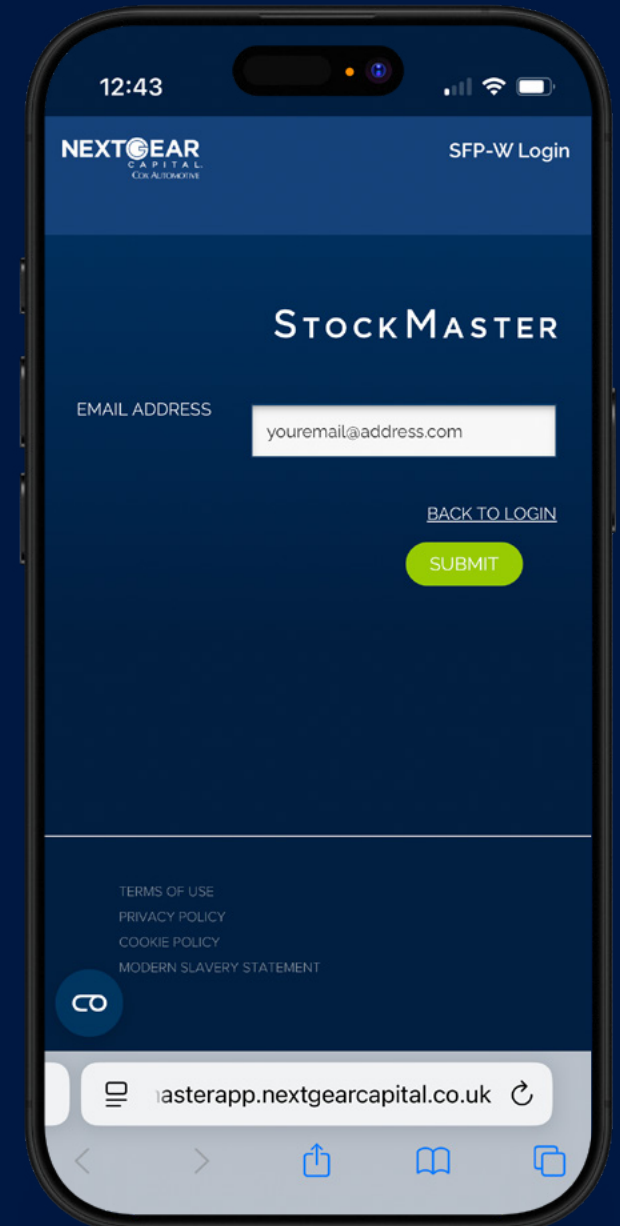 12:43
NEXTGEAR
CAPITAL
COX AUTOMOTIVE
SFP-W Login
STOCKMASTER
EMAIL ADDRESS
youremail@address.com
BACK TO LOGIN
SUBMIT
TERMS OF USE
PRIVACY POLICY
COOKIE POLICY
MODERN SLAVERY STATEMENT
asterapp.nextgearcapital.co.uk